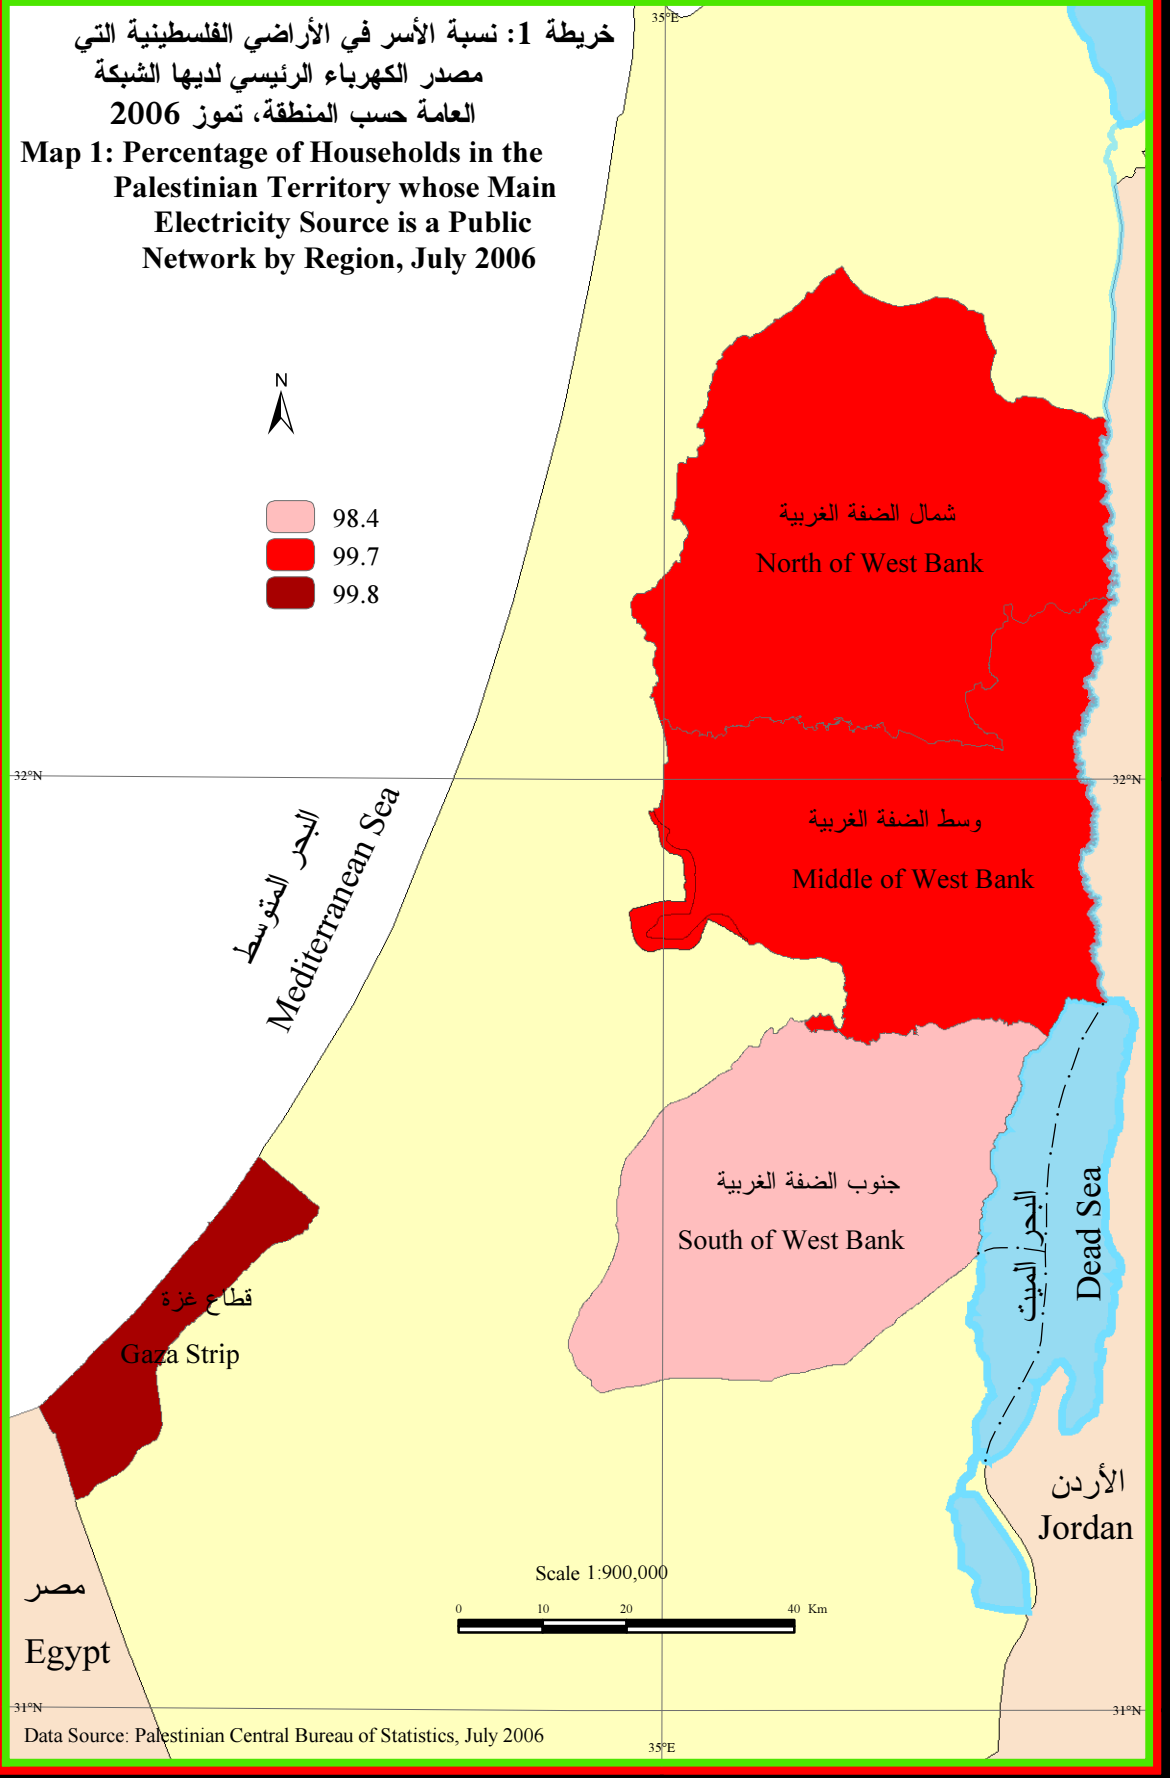 خريطة 1: نسبة الأسر في الأراضي الفلسطينية التي
مصدر الكهرباء الرئيسي لديها الشبكة
العامة حسب المنطقة، تموز 2006
Map 1: Percentage of Households in the
Palestinian Territory whose Main
Electricity Source is a Public
Network by Region, July 2006
35°E
N
98.4
99.7
99.8
شمال الضفة الغربية
North of West Bank
32°N
32°N
البحر المتوسط
Mediterranean Sea
وسط الضفة الغربية
Middle of West Bank
جنوب الضفة الغربية
South of West Bank
البحر الميت
Dead Sea
قطاع غزة
Gaza Strip
الأردن
Jordan
مصر
Egypt
Scale 1:900,000
0 10 20 40 Km
31°N
31°N
Data Source: Palestinian Central Bureau of Statistics, July 2006
35°E